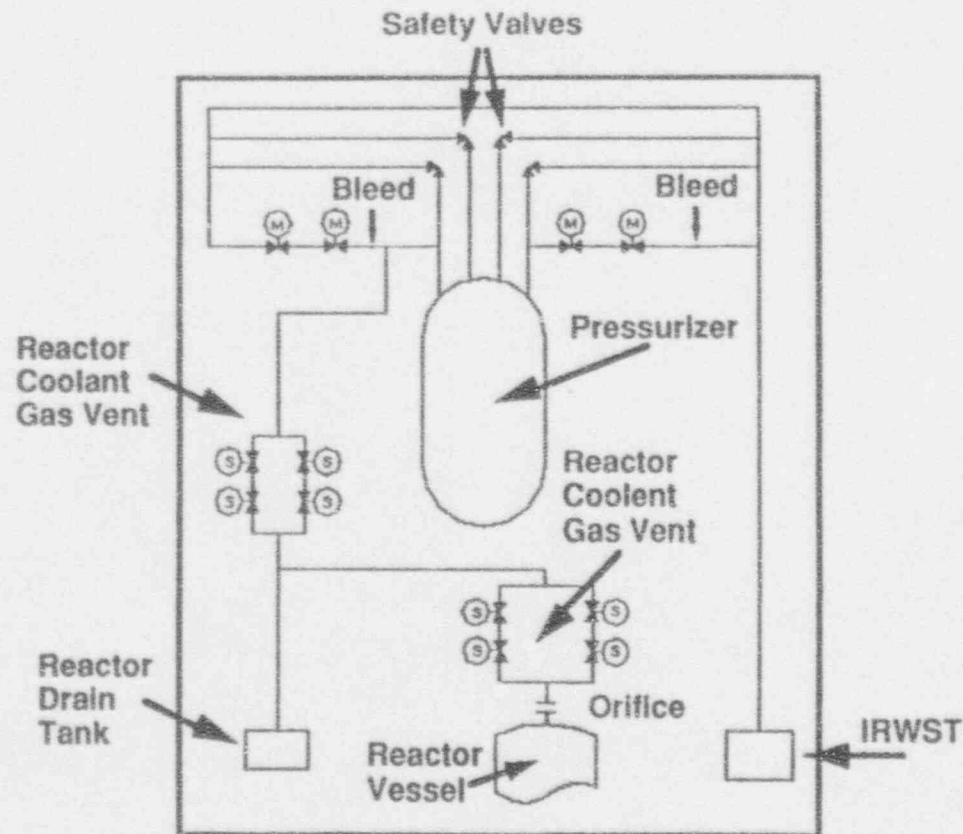 Safety Valves
Bleed
Bleed
M
M
M
M
Pressurizer
Reactor
Coolant
Gas Vent
S
S
S
S
Reactor
Coolent
Gas Vent
S
S
S
S
Reactor
Drain
Tank
Orifice
IRWST
Reactor
Vessel